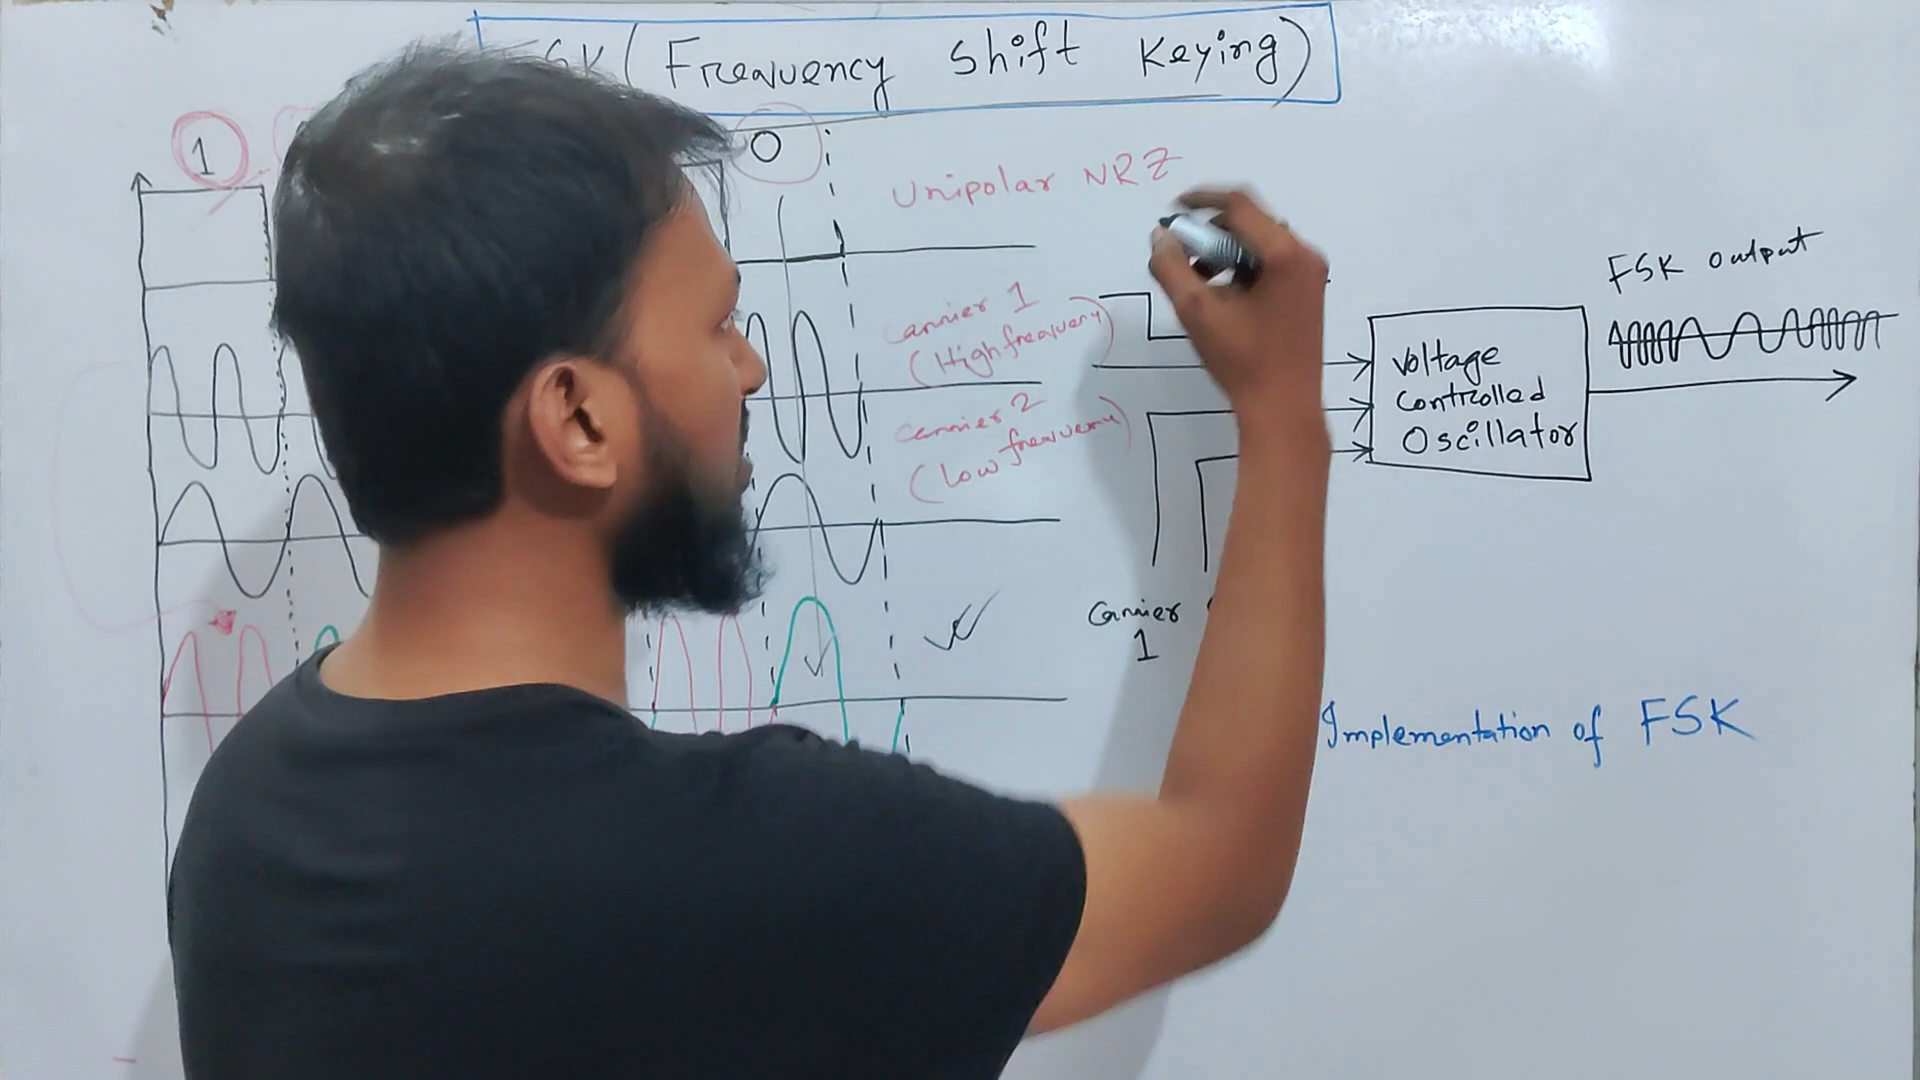 FSK (Frequency Shift Keying)
1
0
Unipolar NRZ
Carrier 1
(High frequency)
Carrier 2
(Low frequency)
FSK output
Voltage
Controlled
Oscillator
Carrier
1
Implementation of FSK